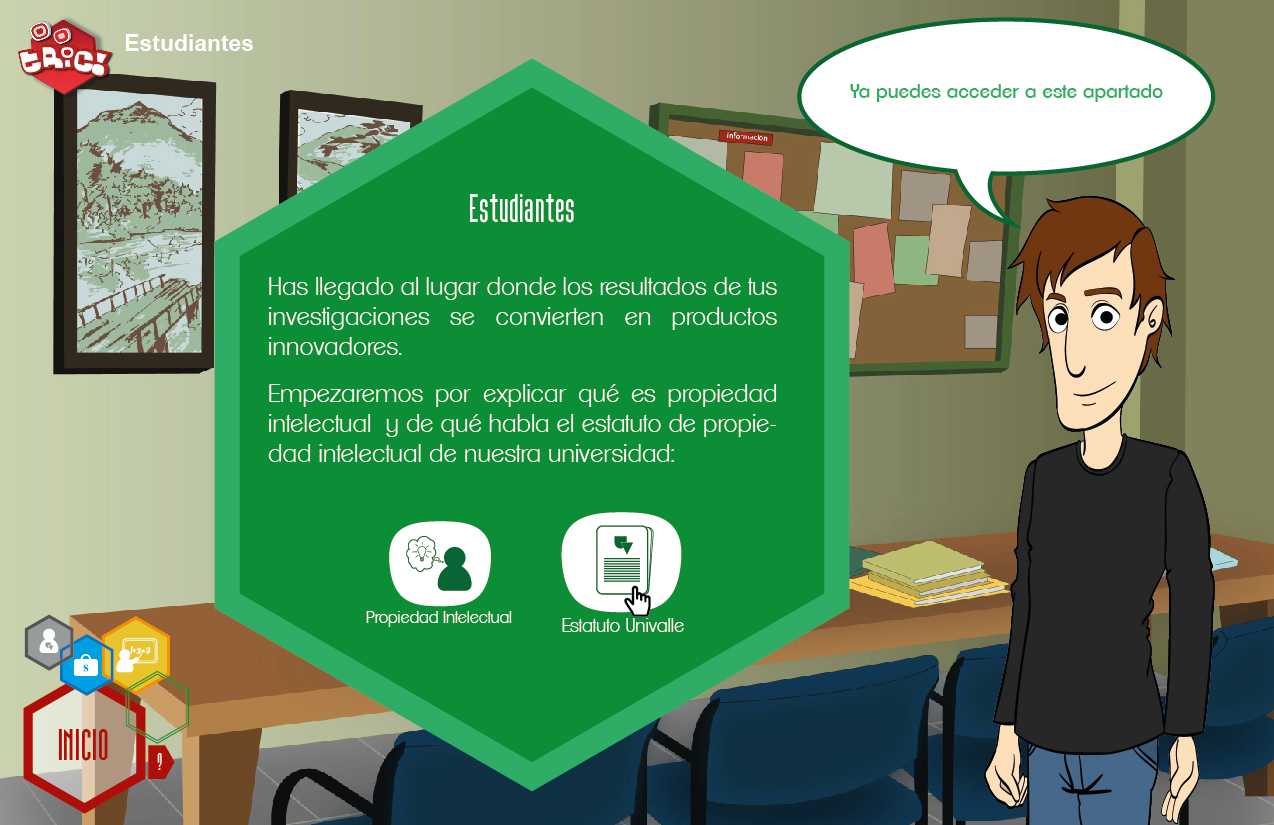 tRiC!
Estudiantes
Ya puedes acceder a este apartado
información
Estudiantes
Has llegado al lugar donde los resultados de tus
investigaciones se convierten en productos
innovadores.
Empezaremos por explicar qué es propiedad
intelectual y de qué habla el estatuto de propie-
dad intelectual de nuestra universidad:
Propiedad Intelectual
Estatuto Univalle
$
1+2=3
INICIO
?